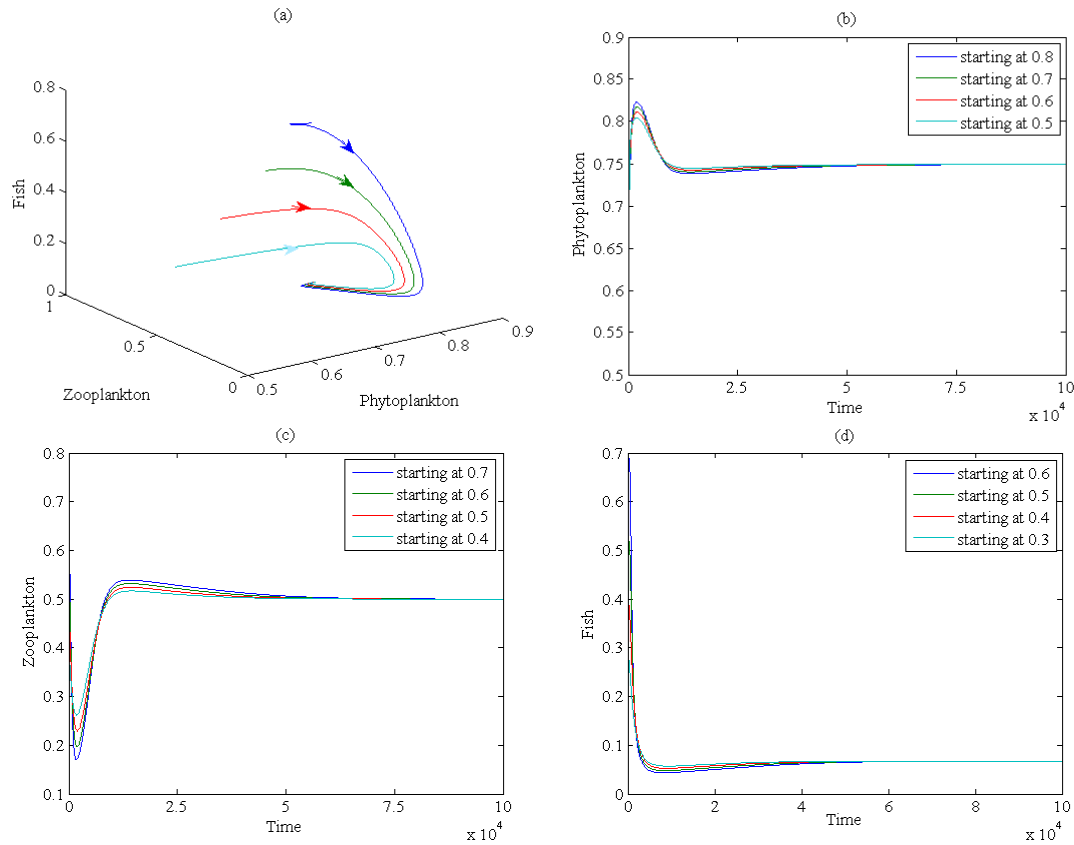 (a)
0.8
0.6
0.4
0.2
0
Fish
1
0.5
0
Zooplankton
0.5
0.6
0.7
0.8
0.9
Phytoplankton
(b)
0.9
0.85
0.8
0.75
0.7
0.65
0.6
0.55
0.5
Phytoplankton
starting at 0.8
starting at 0.7
starting at 0.6
starting at 0.5
0 2.5 5 7.5 10
Time
x 10^4
(c)
0.8
0.7
0.6
0.5
0.4
0.3
0.2
0.1
Zooplankton
starting at 0.7
starting at 0.6
starting at 0.5
starting at 0.4
0 2.5 5 7.5 10
Time
x 10^4
(d)
0.7
0.6
0.5
0.4
0.3
0.2
0.1
0
Fish
starting at 0.6
starting at 0.5
starting at 0.4
starting at 0.3
0 2 4 6 8 10
Time
x 10^4